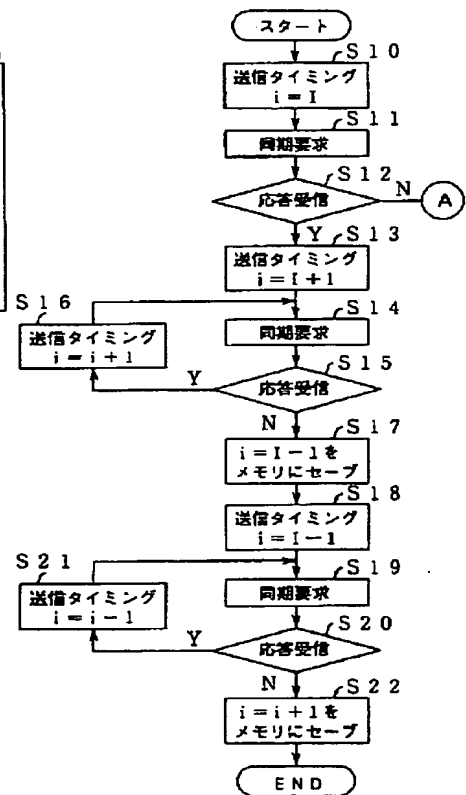 スタート
S10
送信タイミング
i=I
S11
同期要求
S12
応答受信
N
A
Y
S13
送信タイミング
i=I+1
S16
S14
送信タイミング
i=i+1
同期要求
S15
Y
応答受信
N
S17
i=I-1を
メモリにセーブ
S18
送信タイミング
i=I-1
S21
S19
送信タイミング
i=i-1
同期要求
S20
Y
応答受信
N
S22
i=i+1を
メモリにセーブ
END